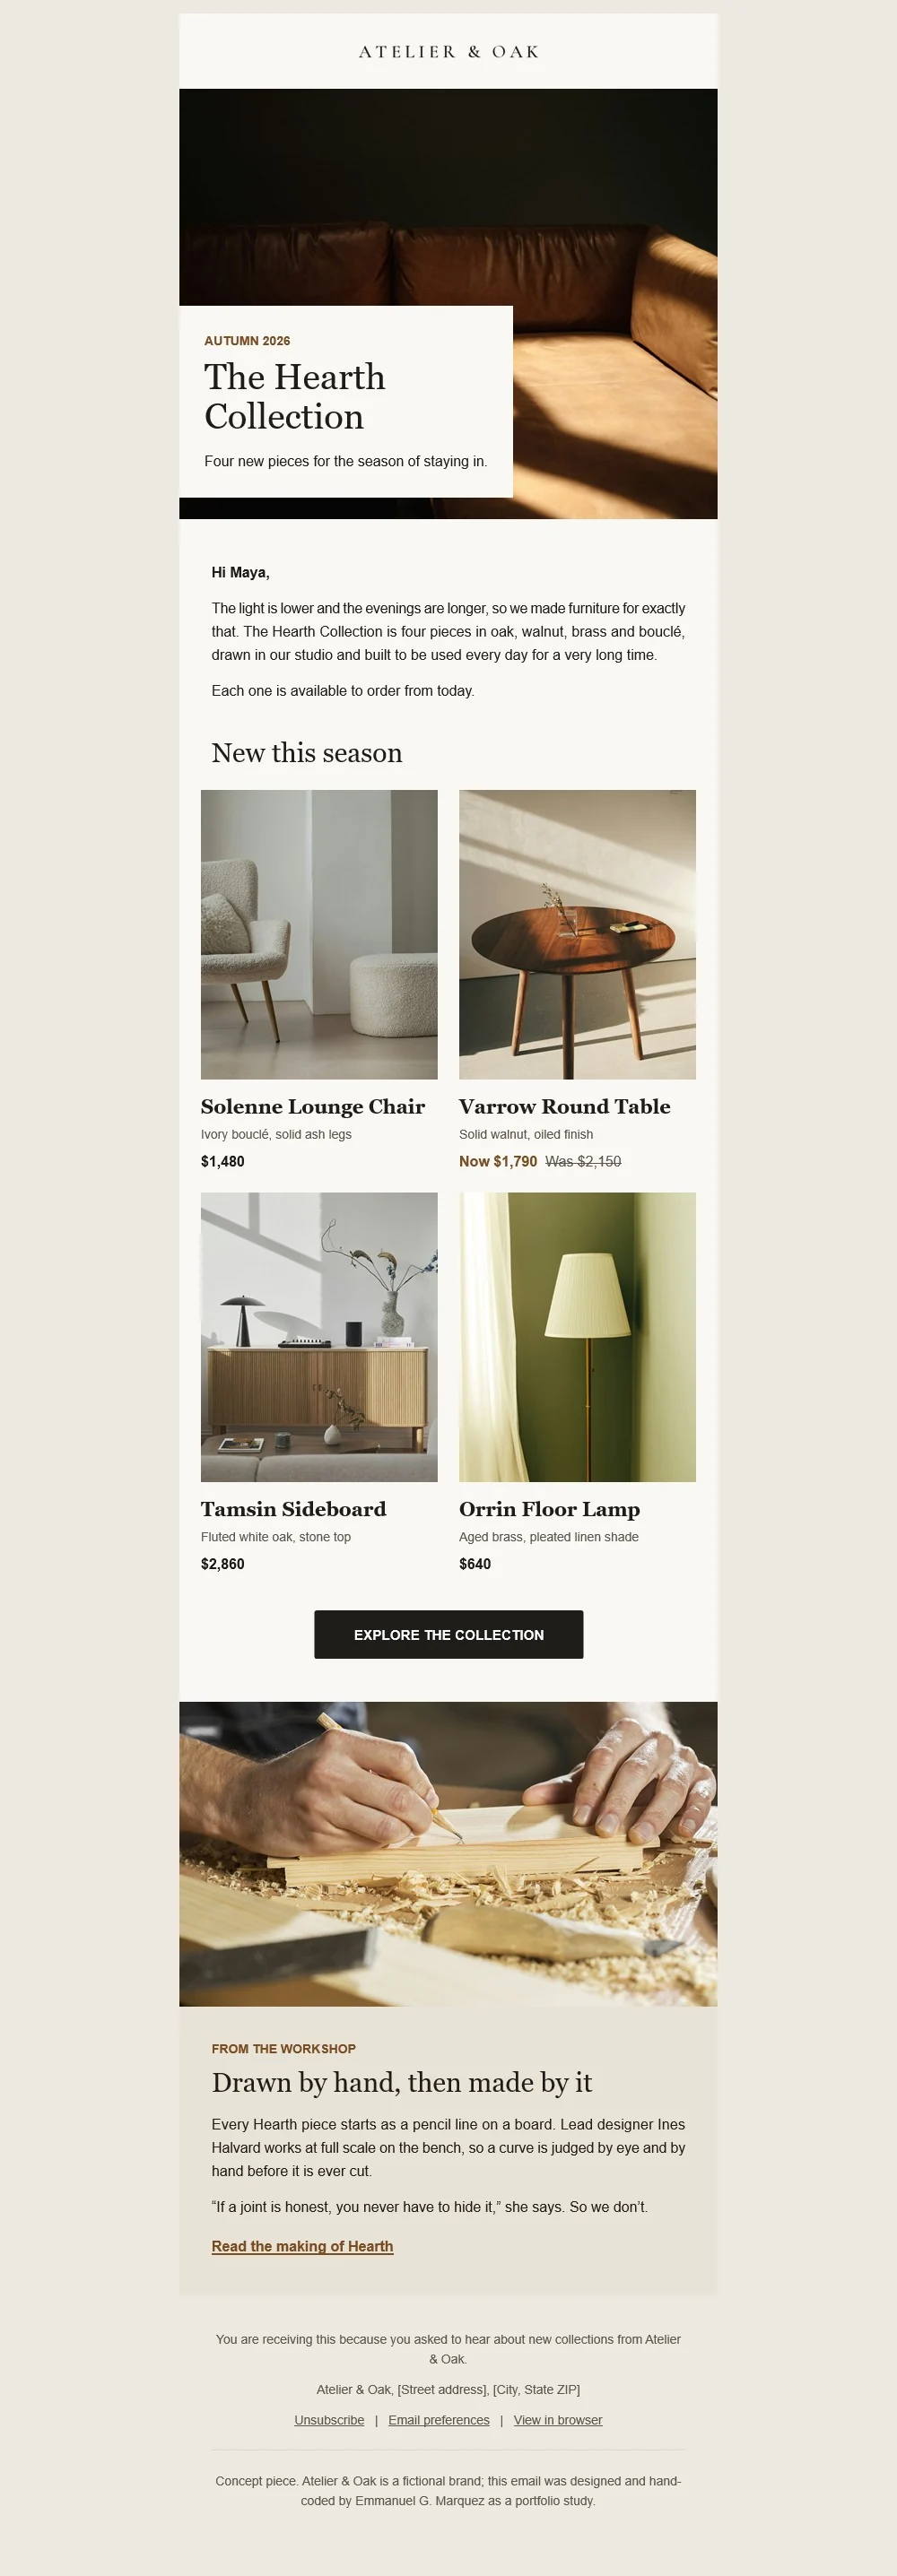 ATELIER & OAK
AUTUMN 2026
The Hearth
Collection
Four new pieces for the season of staying in.
Hi Maya,
The light is lower and the evenings are longer, so we made furniture for exactly
that. The Hearth Collection is four pieces in oak, walnut, brass and bouclé,
drawn in our studio and built to be used every day for a very long time.
Each one is available to order from today.
New this season
Solenne Lounge Chair
Ivory bouclé, solid ash legs
$1,480
Varrow Round Table
Solid walnut, oiled finish
Now $1,790 Was $2,150
Tamsin Sideboard
Fluted white oak, stone top
$2,860
Orrin Floor Lamp
Aged brass, pleated linen shade
$640
EXPLORE THE COLLECTION
FROM THE WORKSHOP
Drawn by hand, then made by it
Every Hearth piece starts as a pencil line on a board. Lead designer Ines
Halvard works at full scale on the bench, so a curve is judged by eye and by
hand before it is ever cut.
“If a joint is honest, you never have to hide it,” she says. So we don’t.
Read the making of Hearth
You are receiving this because you asked to hear about new collections from Atelier
& Oak.
Atelier & Oak, [Street address], [City, State ZIP]
Unsubscribe | Email preferences | View in browser
Concept piece. Atelier & Oak is a fictional brand; this email was designed and hand-
coded by Emmanuel G. Marquez as a portfolio study.